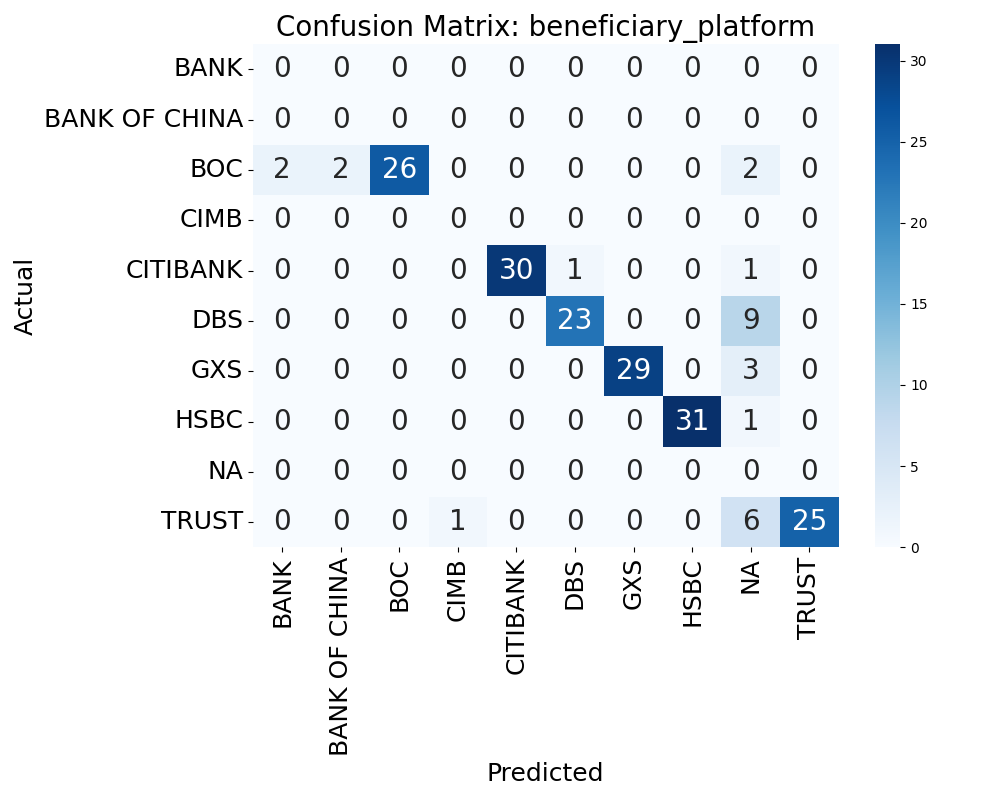 Confusion Matrix: beneficiary_platform
Actual
BANK 0 0 0 0 0 0 0 0 0 0
BANK OF CHINA 0 0 0 0 0 0 0 0 0 0
BOC 2 2 26 0 0 0 0 0 2 0
CIMB 0 0 0 0 0 0 0 0 0 0
CITIBANK 0 0 0 0 30 1 0 0 1 0
DBS 0 0 0 0 0 23 0 0 9 0
GXS 0 0 0 0 0 0 29 0 3 0
HSBC 0 0 0 0 0 0 0 31 1 0
NA 0 0 0 0 0 0 0 0 0 0
TRUST 0 0 0 1 0 0 0 0 6 25
BANK
BANK OF CHINA
BOC
CIMB
CITIBANK
DBS
GXS
HSBC
NA
TRUST
Predicted
30
25
20
15
10
5
0